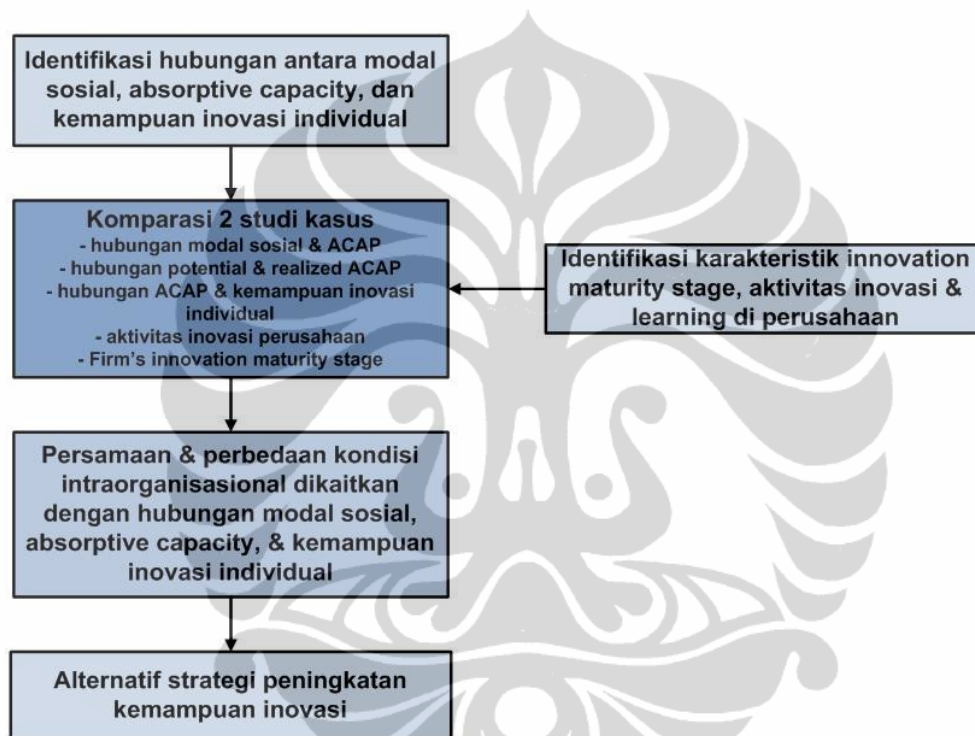 Identifikasi hubungan antara modal
sosial, absorptive capacity, dan
kemampuan inovasi individual
Komparasi 2 studi kasus
- hubungan modal sosial & ACAP
- hubungan potential & realized ACAP
- hubungan ACAP & kemampuan inovasi
individual
- aktivitas inovasi perusahaan
- Firm's innovation maturity stage
Identifikasi karakteristik innovation
maturity stage, aktivitas inovasi &
learning di perusahaan
Persamaan & perbedaan kondisi
intraorganisasional dikaitkan
dengan hubungan modal sosial,
absorptive capacity, & kemampuan
inovasi individual
Alternatif strategi peningkatan
kemampuan inovasi